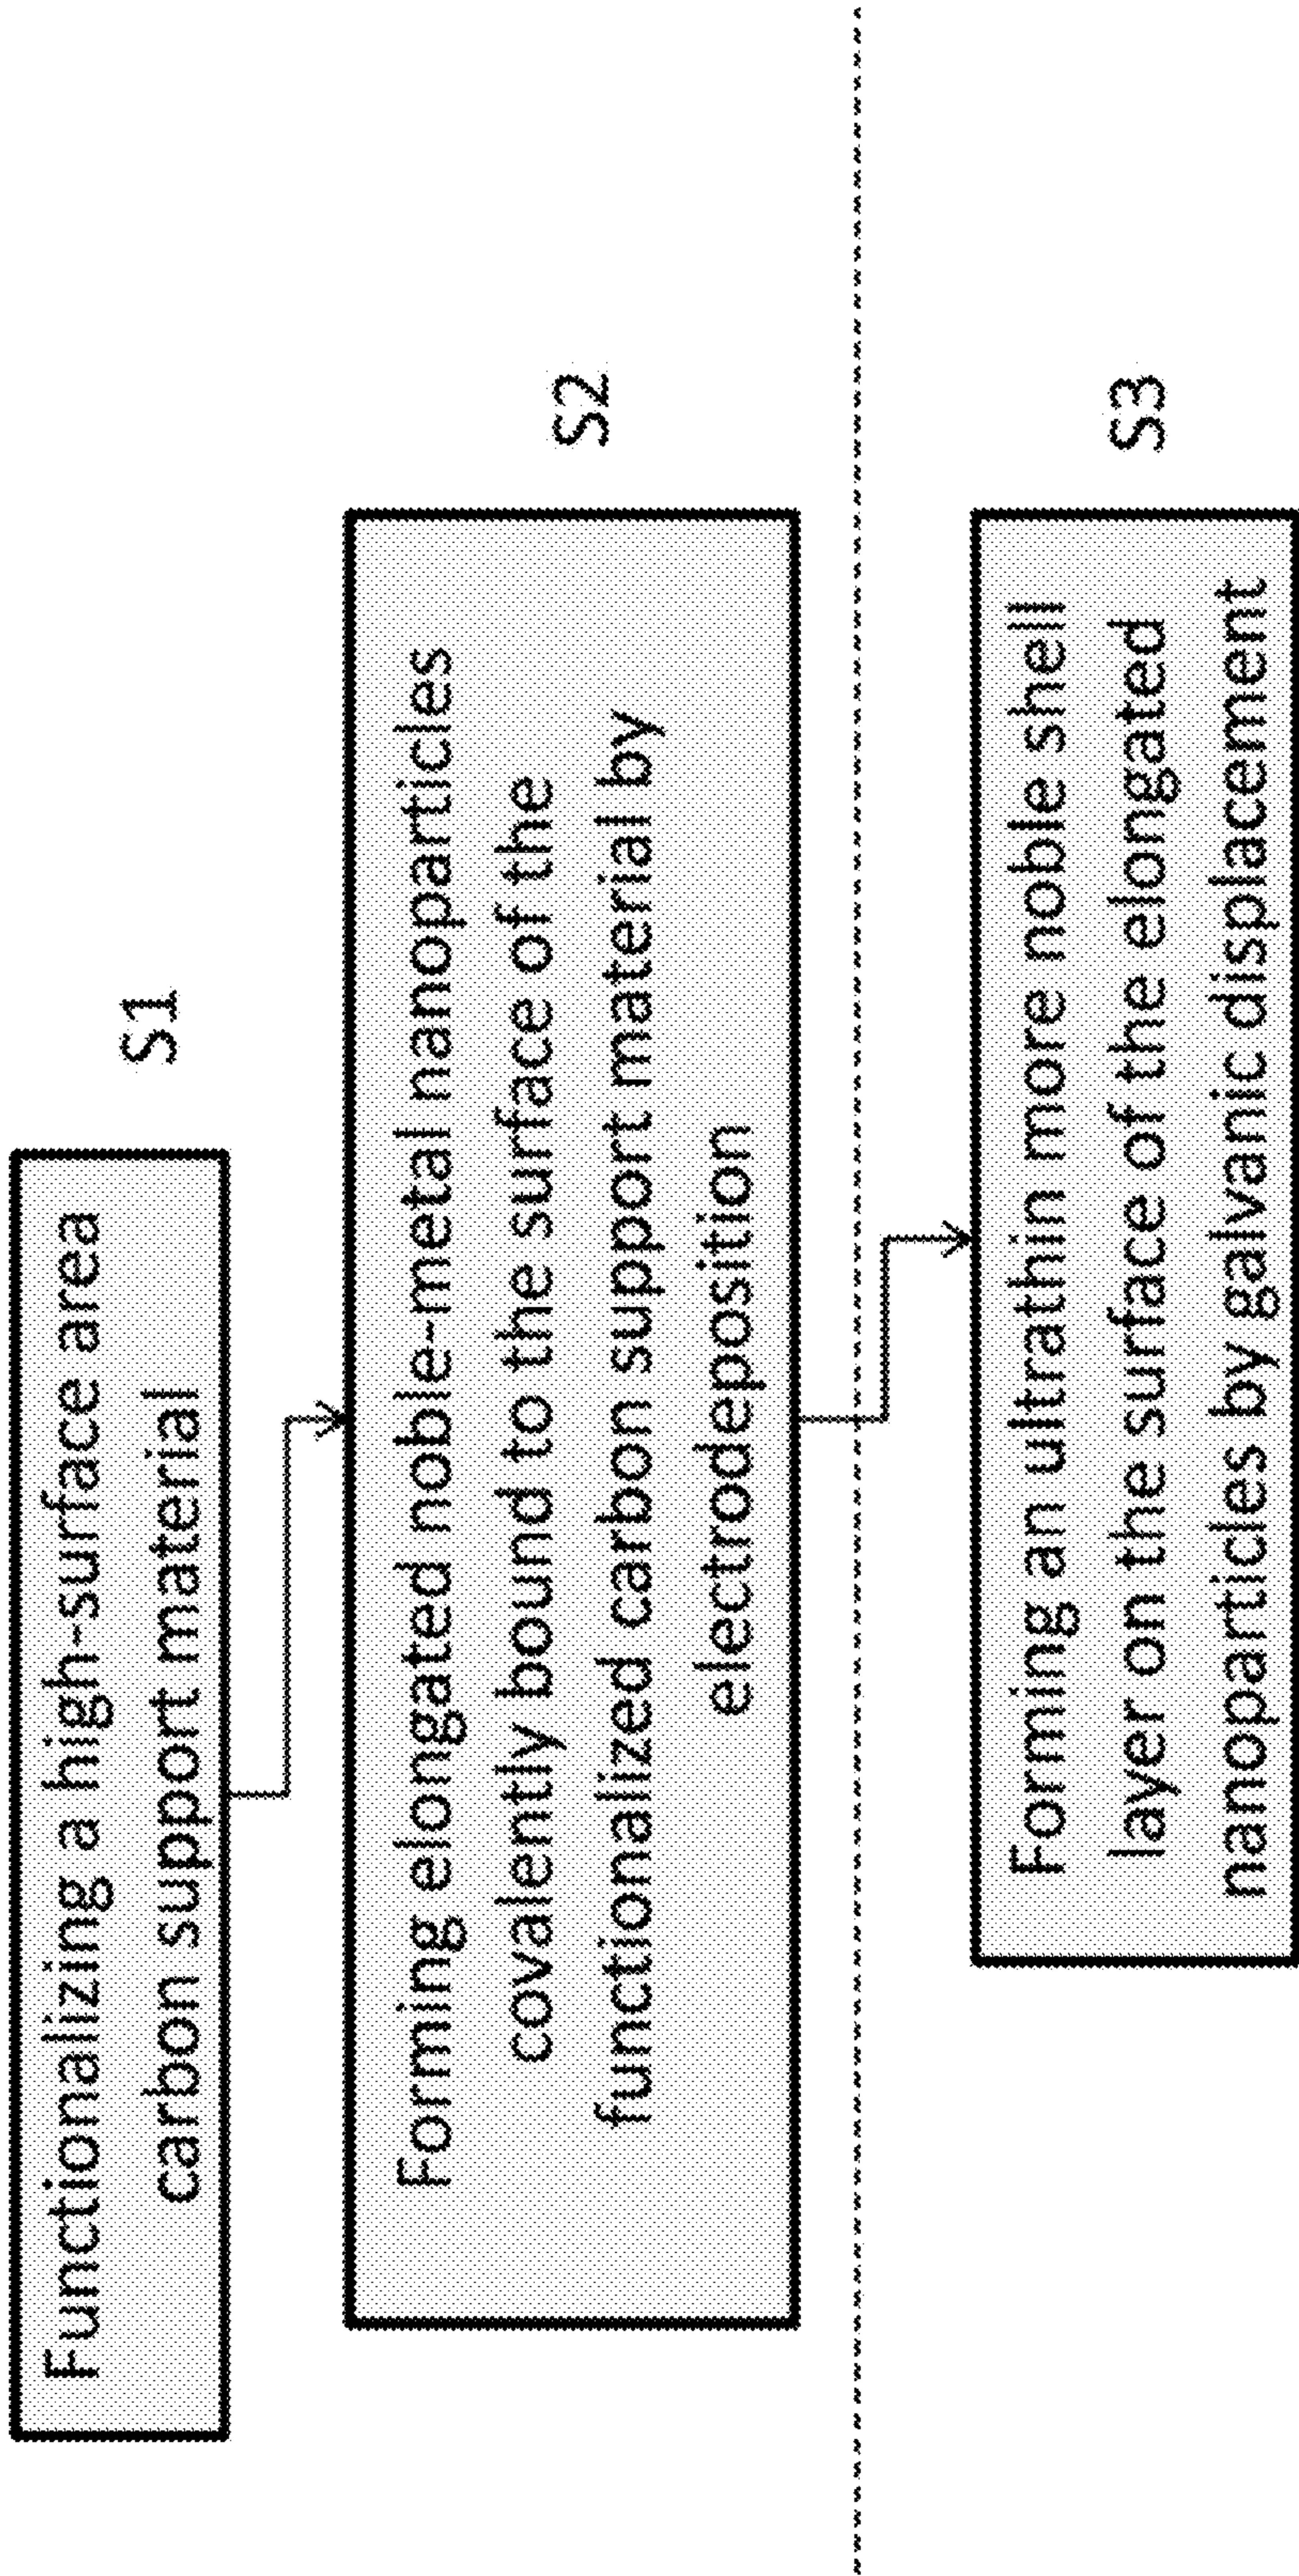 Functionalizing a high-surface area
carbon support material
S1
Forming elongated noble-metal nanoparticles
covalently bound to the surface of the
functionalized carbon support material by
electrodeposition
S2
Forming an ultrathin more noble shell
layer on the surface of the elongated
nanoparticles by galvanic displacement
S3